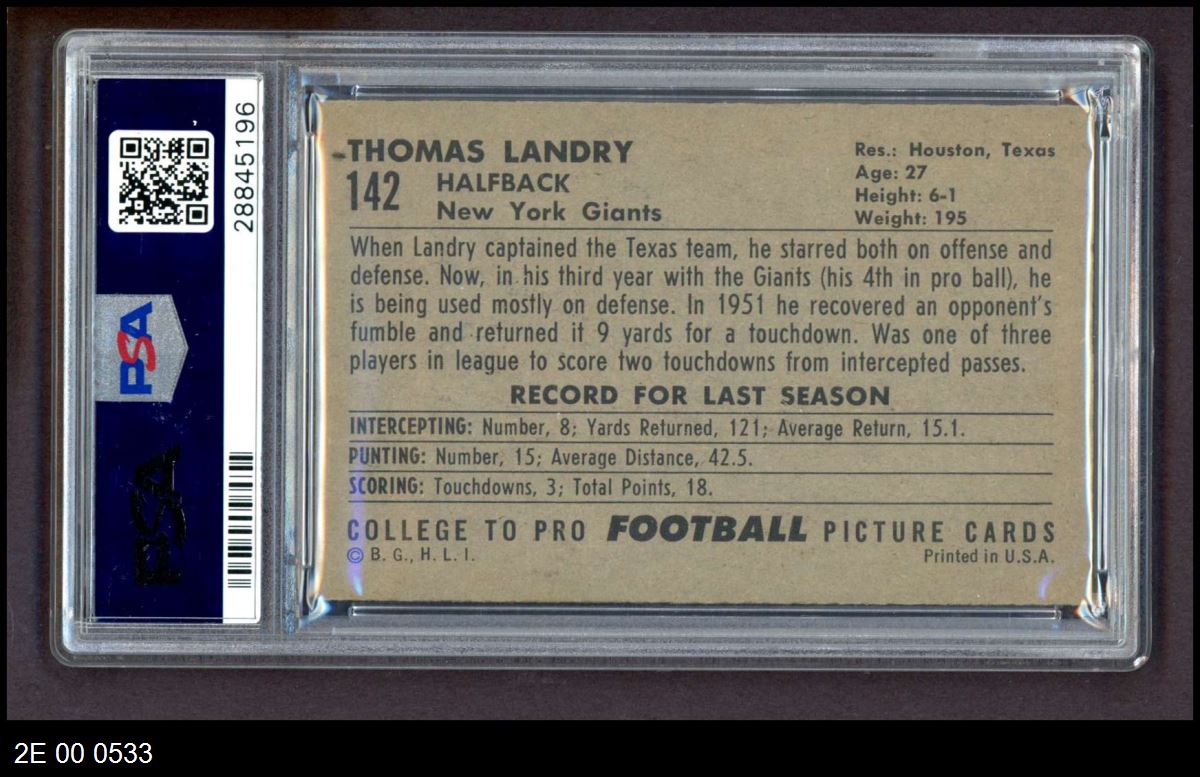 THOMAS LANDRY
142 HALFBACK
New York Giants
Res.: Houston, Texas
Age: 27
Height: 6-1
Weight: 195
When Landry captained the Texas team, he starred both on offense and
defense. Now, in his third year with the Giants (his 4th in pro ball), he
is being used mostly on defense. In 1951 he recovered an opponent's
fumble and returned it 9 yards for a touchdown. Was one of three
players in league to score two touchdowns from intercepted passes.
RECORD FOR LAST SEASON
INTERCEPTING: Number, 8; Yards Returned, 121; Average Return, 15.1.
PUNTING: Number, 15; Average Distance, 42.5.
SCORING: Touchdowns, 3; Total Points, 18.
COLLEGE TO PRO FOOTBALL PICTURE CARDS
© B. G., H. L. I.
Printed in U.S.A.
28845196
PSA
PSA
2E 00 0533